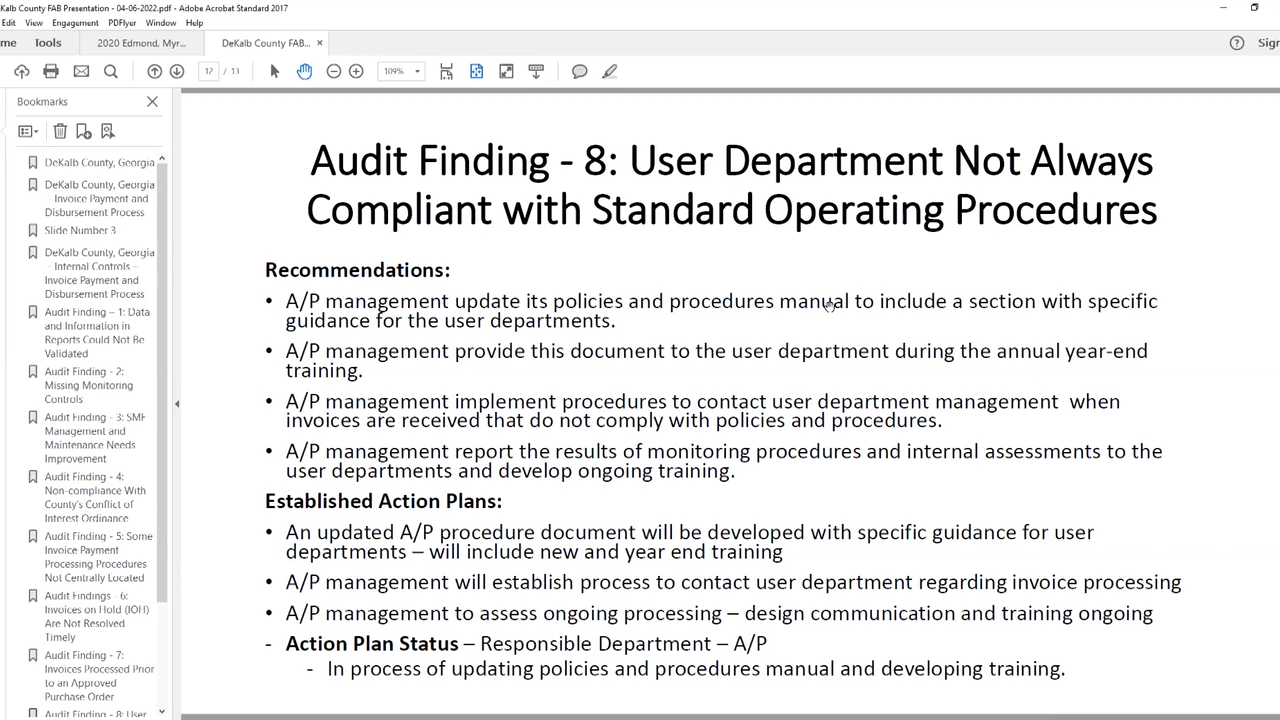 Kalb County FAB Presentation - 04-06-2022.pdf - Adobe Acrobat Standard 2017
Edit View Engagement PDFlyer Window Help
me Tools 2020 Edmond, Myr... DeKalb County FAB... × ? Sign
12 / 13 109%
Bookmarks
DeKalb County, Georgia
DeKalb County, Georgia
– Invoice Payment and
Disbursement Process
Slide Number 3
DeKalb County, Georgia
- Internal Controls –
Invoice Payment and
Disbursement Process
Audit Finding – 1: Data
and Information in
Reports Could Not Be
Validated
Audit Finding - 2:
Missing Monitoring
Controls
Audit Finding - 3: SMF
Management and
Maintenance Needs
Improvement
Audit Finding - 4:
Non-compliance With
County's Conflict of
Interest Ordinance
Audit Finding - 5: Some
Invoice Payment
Processing Procedures
Not Centrally Located
Audit Findings - 6:
Invoices on Hold (IOH)
Are Not Resolved
Timely
Audit Finding - 7:
Invoices Processed Prior
to an Approved
Purchase Order
Audit Finding - 8: User
Audit Finding - 8: User Department Not Always
Compliant with Standard Operating Procedures
Recommendations:
• A/P management update its policies and procedures manual to include a section with specific
guidance for the user departments.
• A/P management provide this document to the user department during the annual year-end
training.
• A/P management implement procedures to contact user department management when
invoices are received that do not comply with policies and procedures.
• A/P management report the results of monitoring procedures and internal assessments to the
user departments and develop ongoing training.
Established Action Plans:
• An updated A/P procedure document will be developed with specific guidance for user
departments – will include new and year end training
• A/P management will establish process to contact user department regarding invoice processing
• A/P management to assess ongoing processing – design communication and training ongoing
- Action Plan Status – Responsible Department – A/P
- In process of updating policies and procedures manual and developing training.